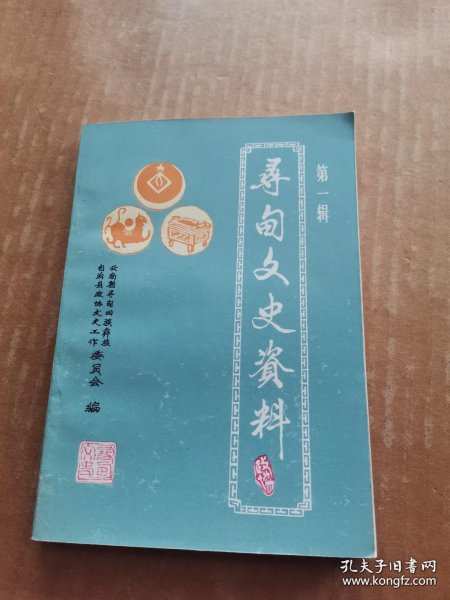 第一辑
尋甸文史資料
云南省寻甸回族彝族
自治县政协文史工作
委员会 编
孔夫子旧书网
www.kongfz.com